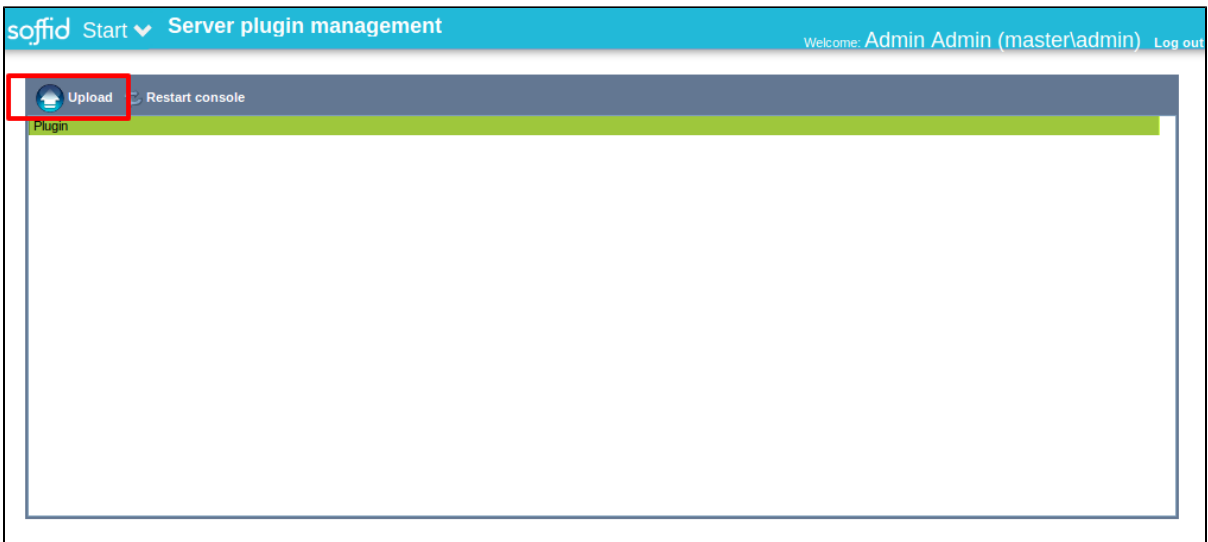 soffid Start Server plugin management
Welcome: Admin Admin (master\admin) Log out
Upload Restart console
Plugin